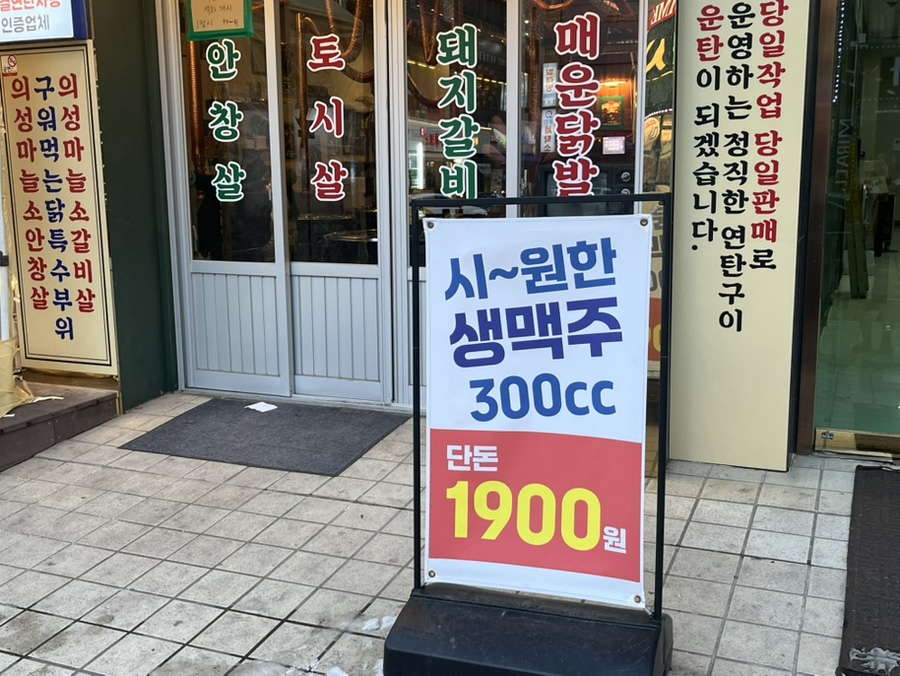 인증업체
의성마늘소갈비살
구워먹는닭특수부위
의성마늘소안창살
안창살
토시살
돼지갈비
매운닭발
당일작업 당일판매로
운영하는 정직한 연탄구이
운탄이 되겠습니다.
시~원한
생맥주
300cc
단돈
1900원